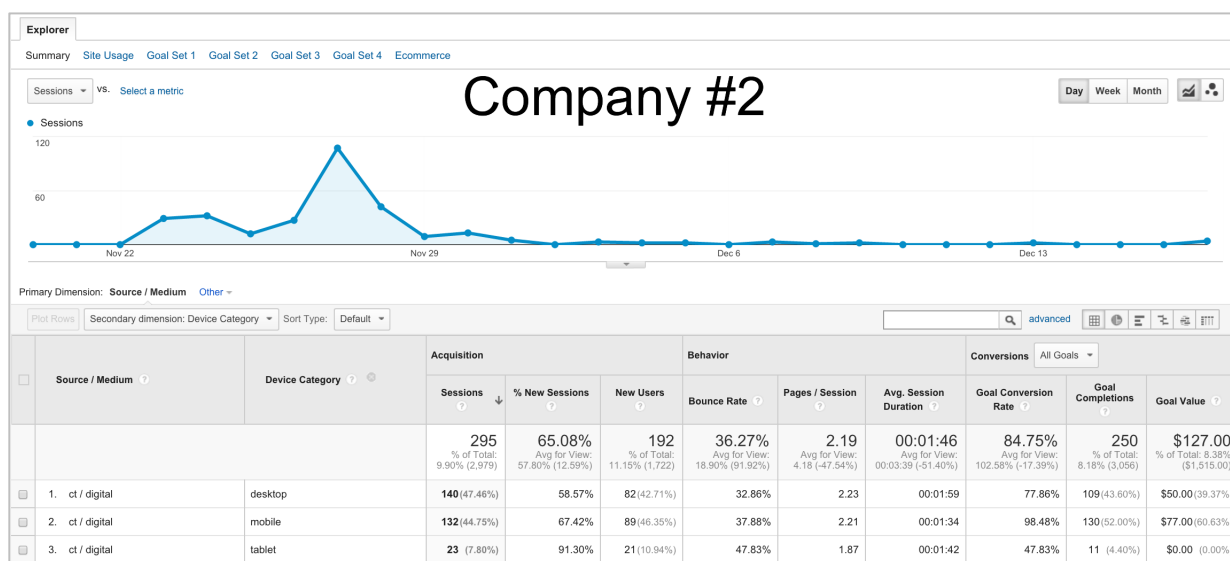 Explorer
Summary Site Usage Goal Set 1 Goal Set 2 Goal Set 3 Goal Set 4 Ecommerce
Company #2
Sessions VS. Select a metric
Day Week Month
Sessions
120
60
Nov 22 Nov 29 Dec 6 Dec 13
Primary Dimension: Source / Medium Other
Plot Rows Secondary dimension: Device Category Sort Type: Default advanced
Source / Medium ? Device Category ? Acquisition Behavior Conversions All Goals
Sessions ? % New Sessions ? New Users ? Bounce Rate ? Pages / Session ? Avg. Session Duration ? Goal Conversion Rate ? Goal Completions ? Goal Value ?
295 65.08% 192 36.27% 2.19 00:01:46 84.75% 250 $127.00
% of Total: Avg for View: % of Total: Avg for View: Avg for View: Avg for View: Avg for View: % of Total: % of Total: 8.38%
9.90% (2,979) 57.80% (12.59%) 11.15% (1,722) 18.90% (91.92%) 4.18 (-47.54%) 00:03:39 (-51.40%) 102.58% (-17.39%) 8.18% (3,056) ($1,515.00)
1. ct / digital desktop 140 (47.46%) 58.57% 82 (42.71%) 32.86% 2.23 00:01:59 77.86% 109 (43.60%) $50.00 (39.37%
2. ct / digital mobile 132 (44.75%) 67.42% 89 (46.35%) 37.88% 2.21 00:01:34 98.48% 130 (52.00%) $77.00 (60.63%
3. ct / digital tablet 23 (7.80%) 91.30% 21 (10.94%) 47.83% 1.87 00:01:42 47.83% 11 (4.40%) $0.00 (0.00%